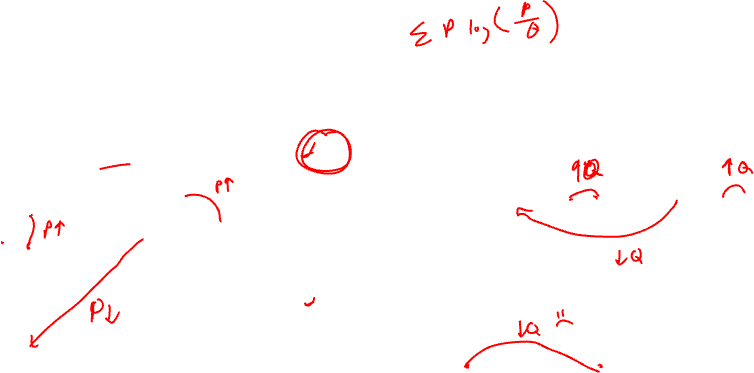 Σ P log(P/Q)
P↑
↑Q
↑Q
P↑
↓Q
P↓
↓Q